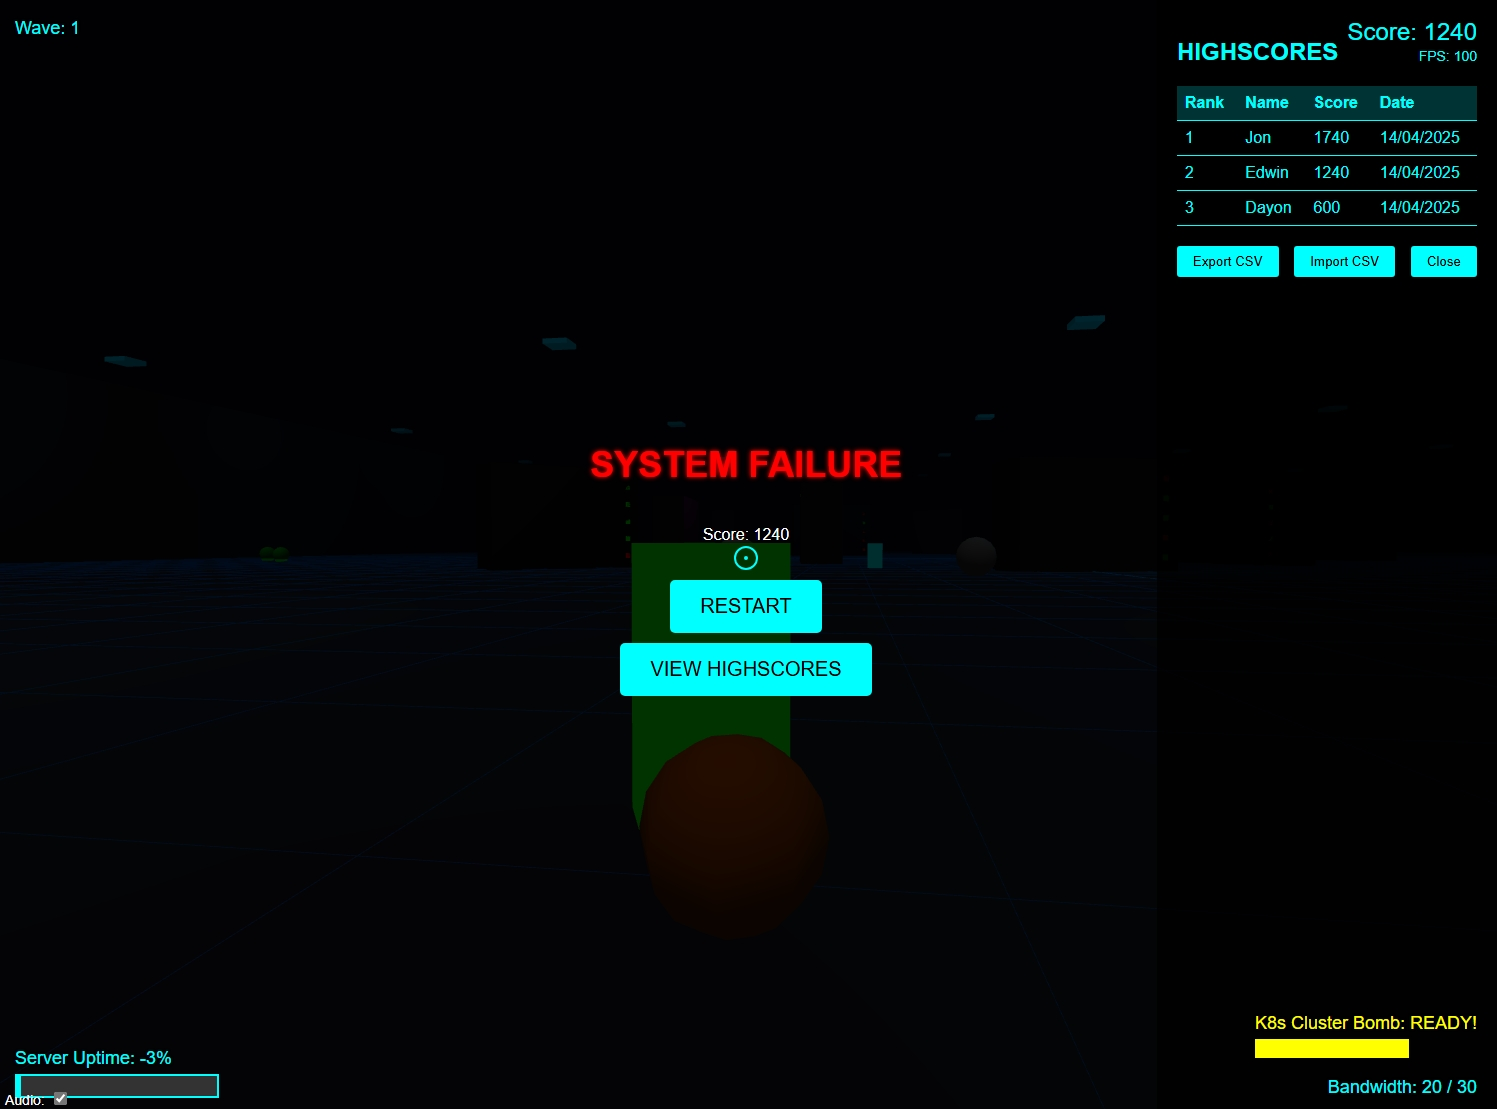 Wave: 1
Score: 1240
HIGHSCORES
FPS: 100
Rank Name Score Date
1 Jon 1740 14/04/2025
2 Edwin 1240 14/04/2025
3 Dayon 600 14/04/2025
Export CSV Import CSV Close
SYSTEM FAILURE
Score: 1240
RESTART
VIEW HIGHSCORES
K8s Cluster Bomb: READY!
Server Uptime: -3%
Bandwidth: 20 / 30
Audio: